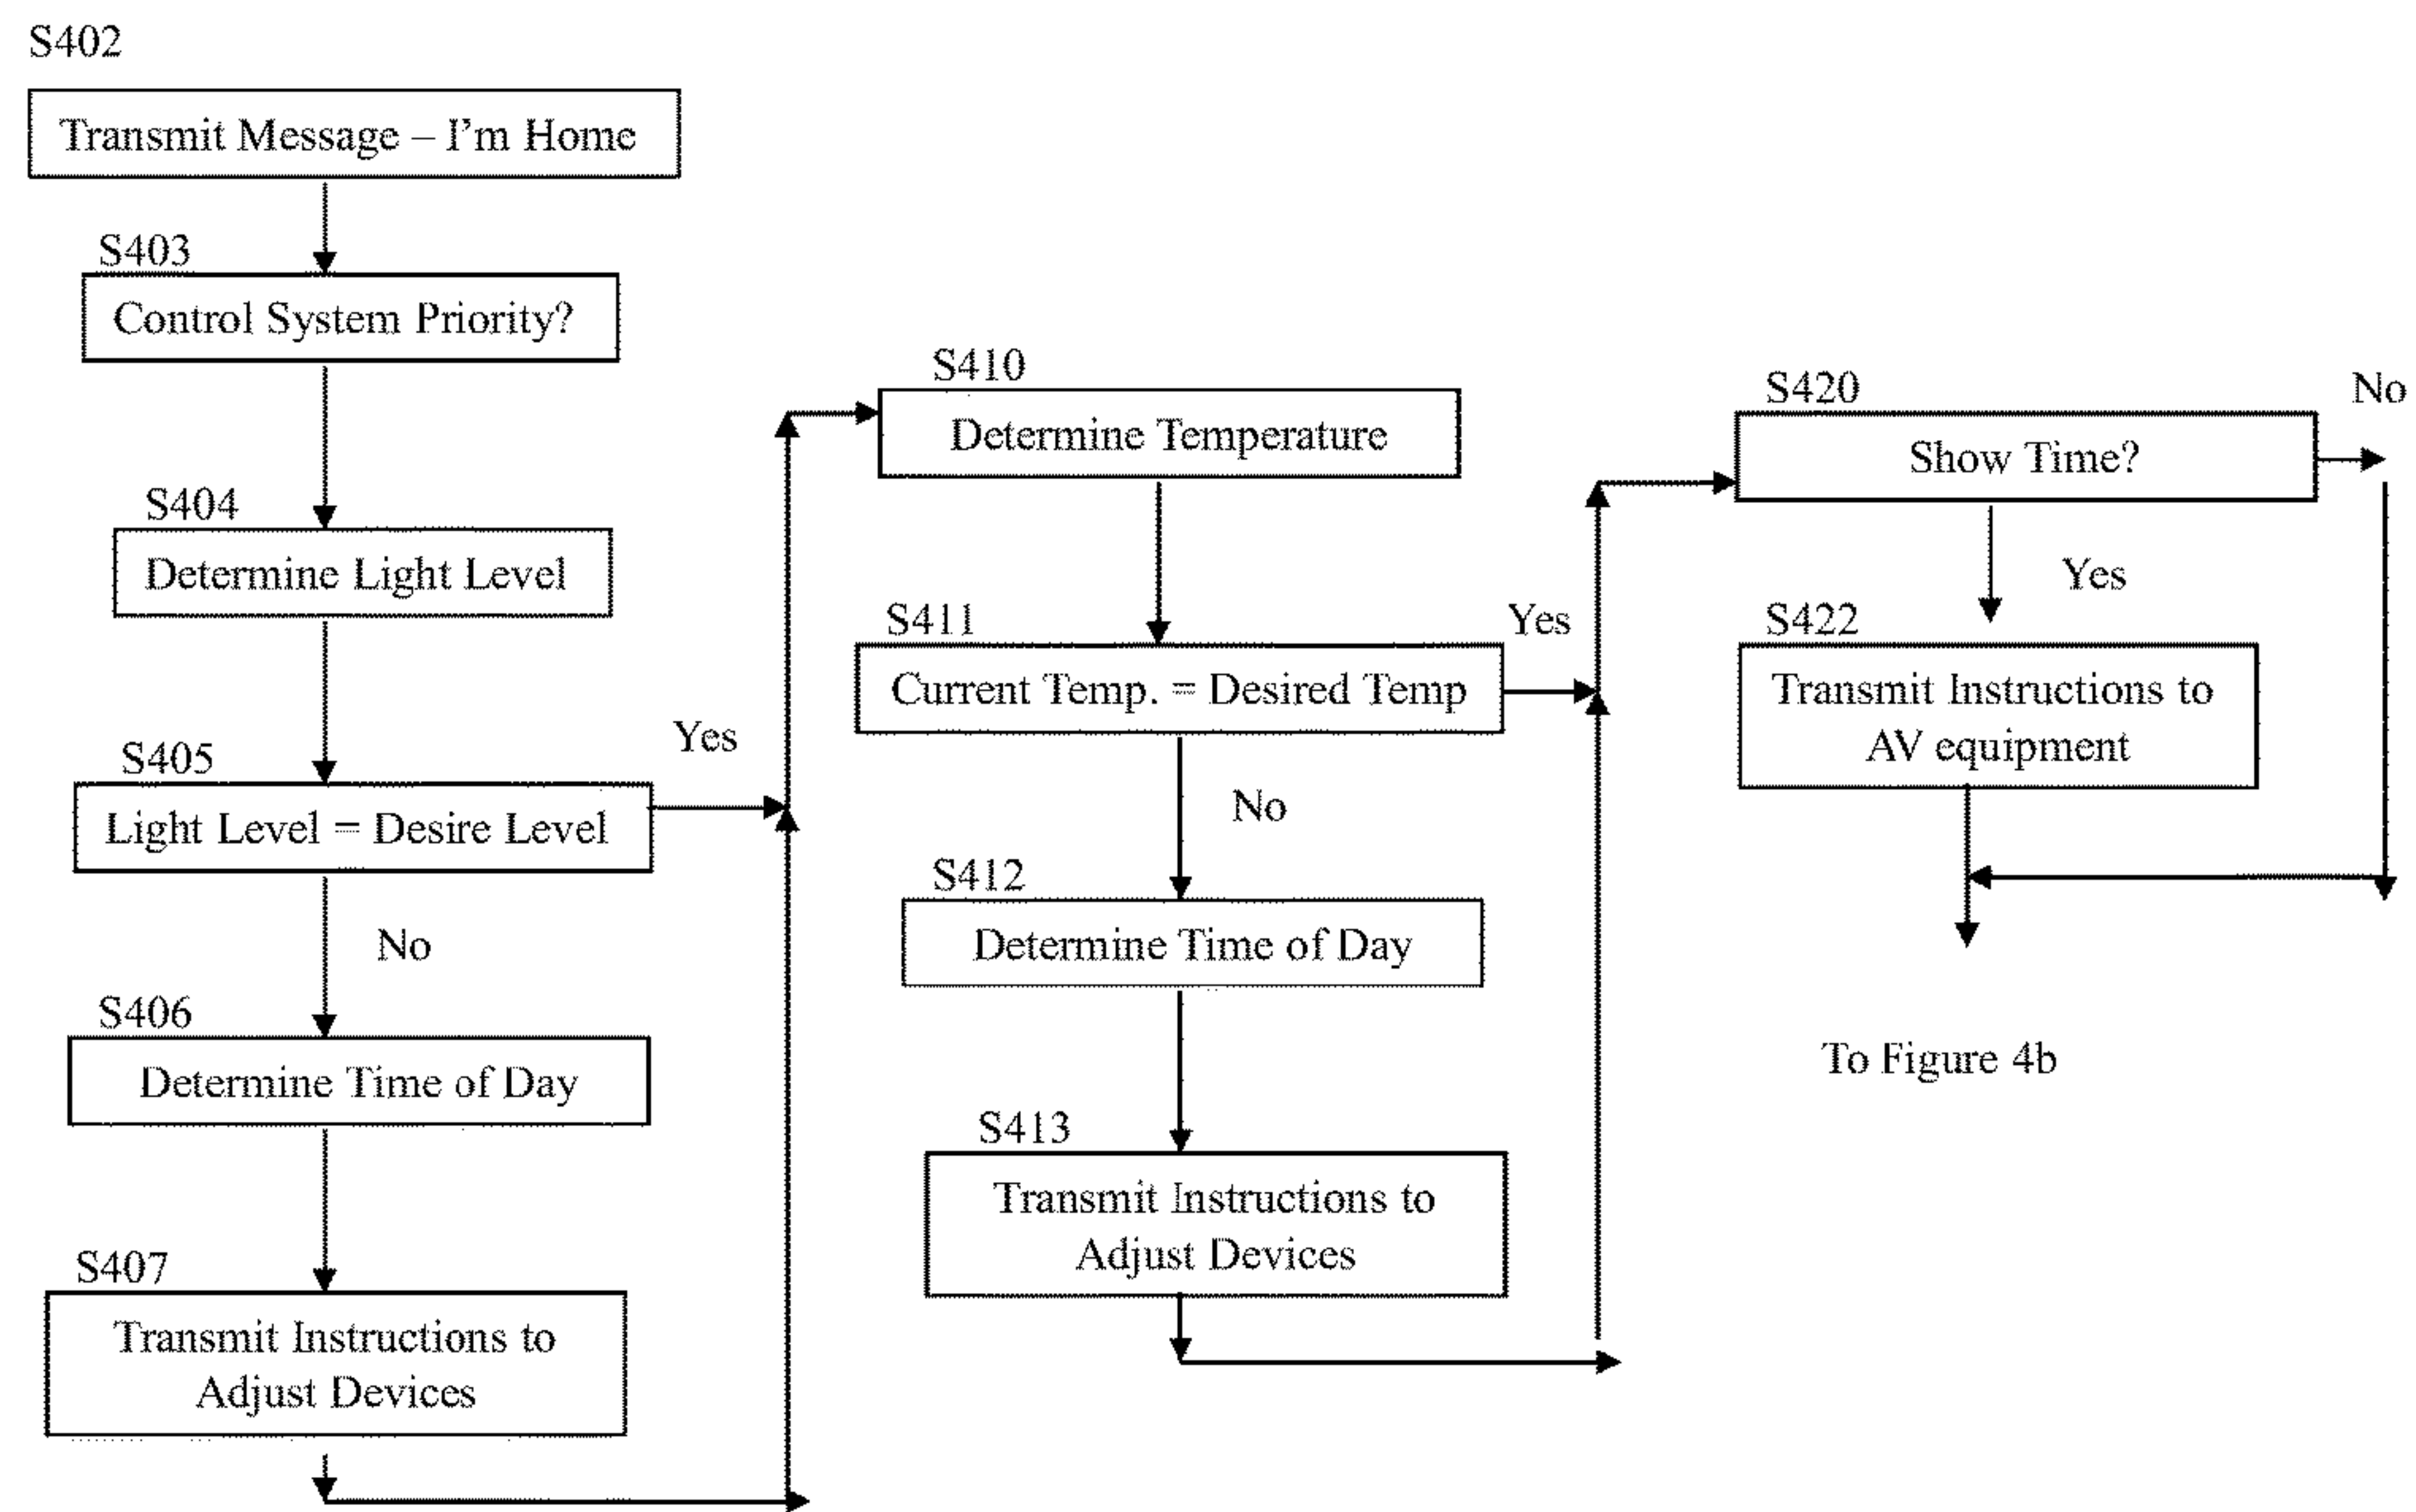 S402
Transmit Message – I'm Home
S403
Control System Priority?
S404
Determine Light Level
S405
Light Level = Desire Level
Yes
No
S406
Determine Time of Day
S407
Transmit Instructions to
Adjust Devices
S410
Determine Temperature
S411
Current Temp. = Desired Temp
Yes
No
S412
Determine Time of Day
S413
Transmit Instructions to
Adjust Devices
S420
Show Time?
No
Yes
S422
Transmit Instructions to
AV equipment
To Figure 4b